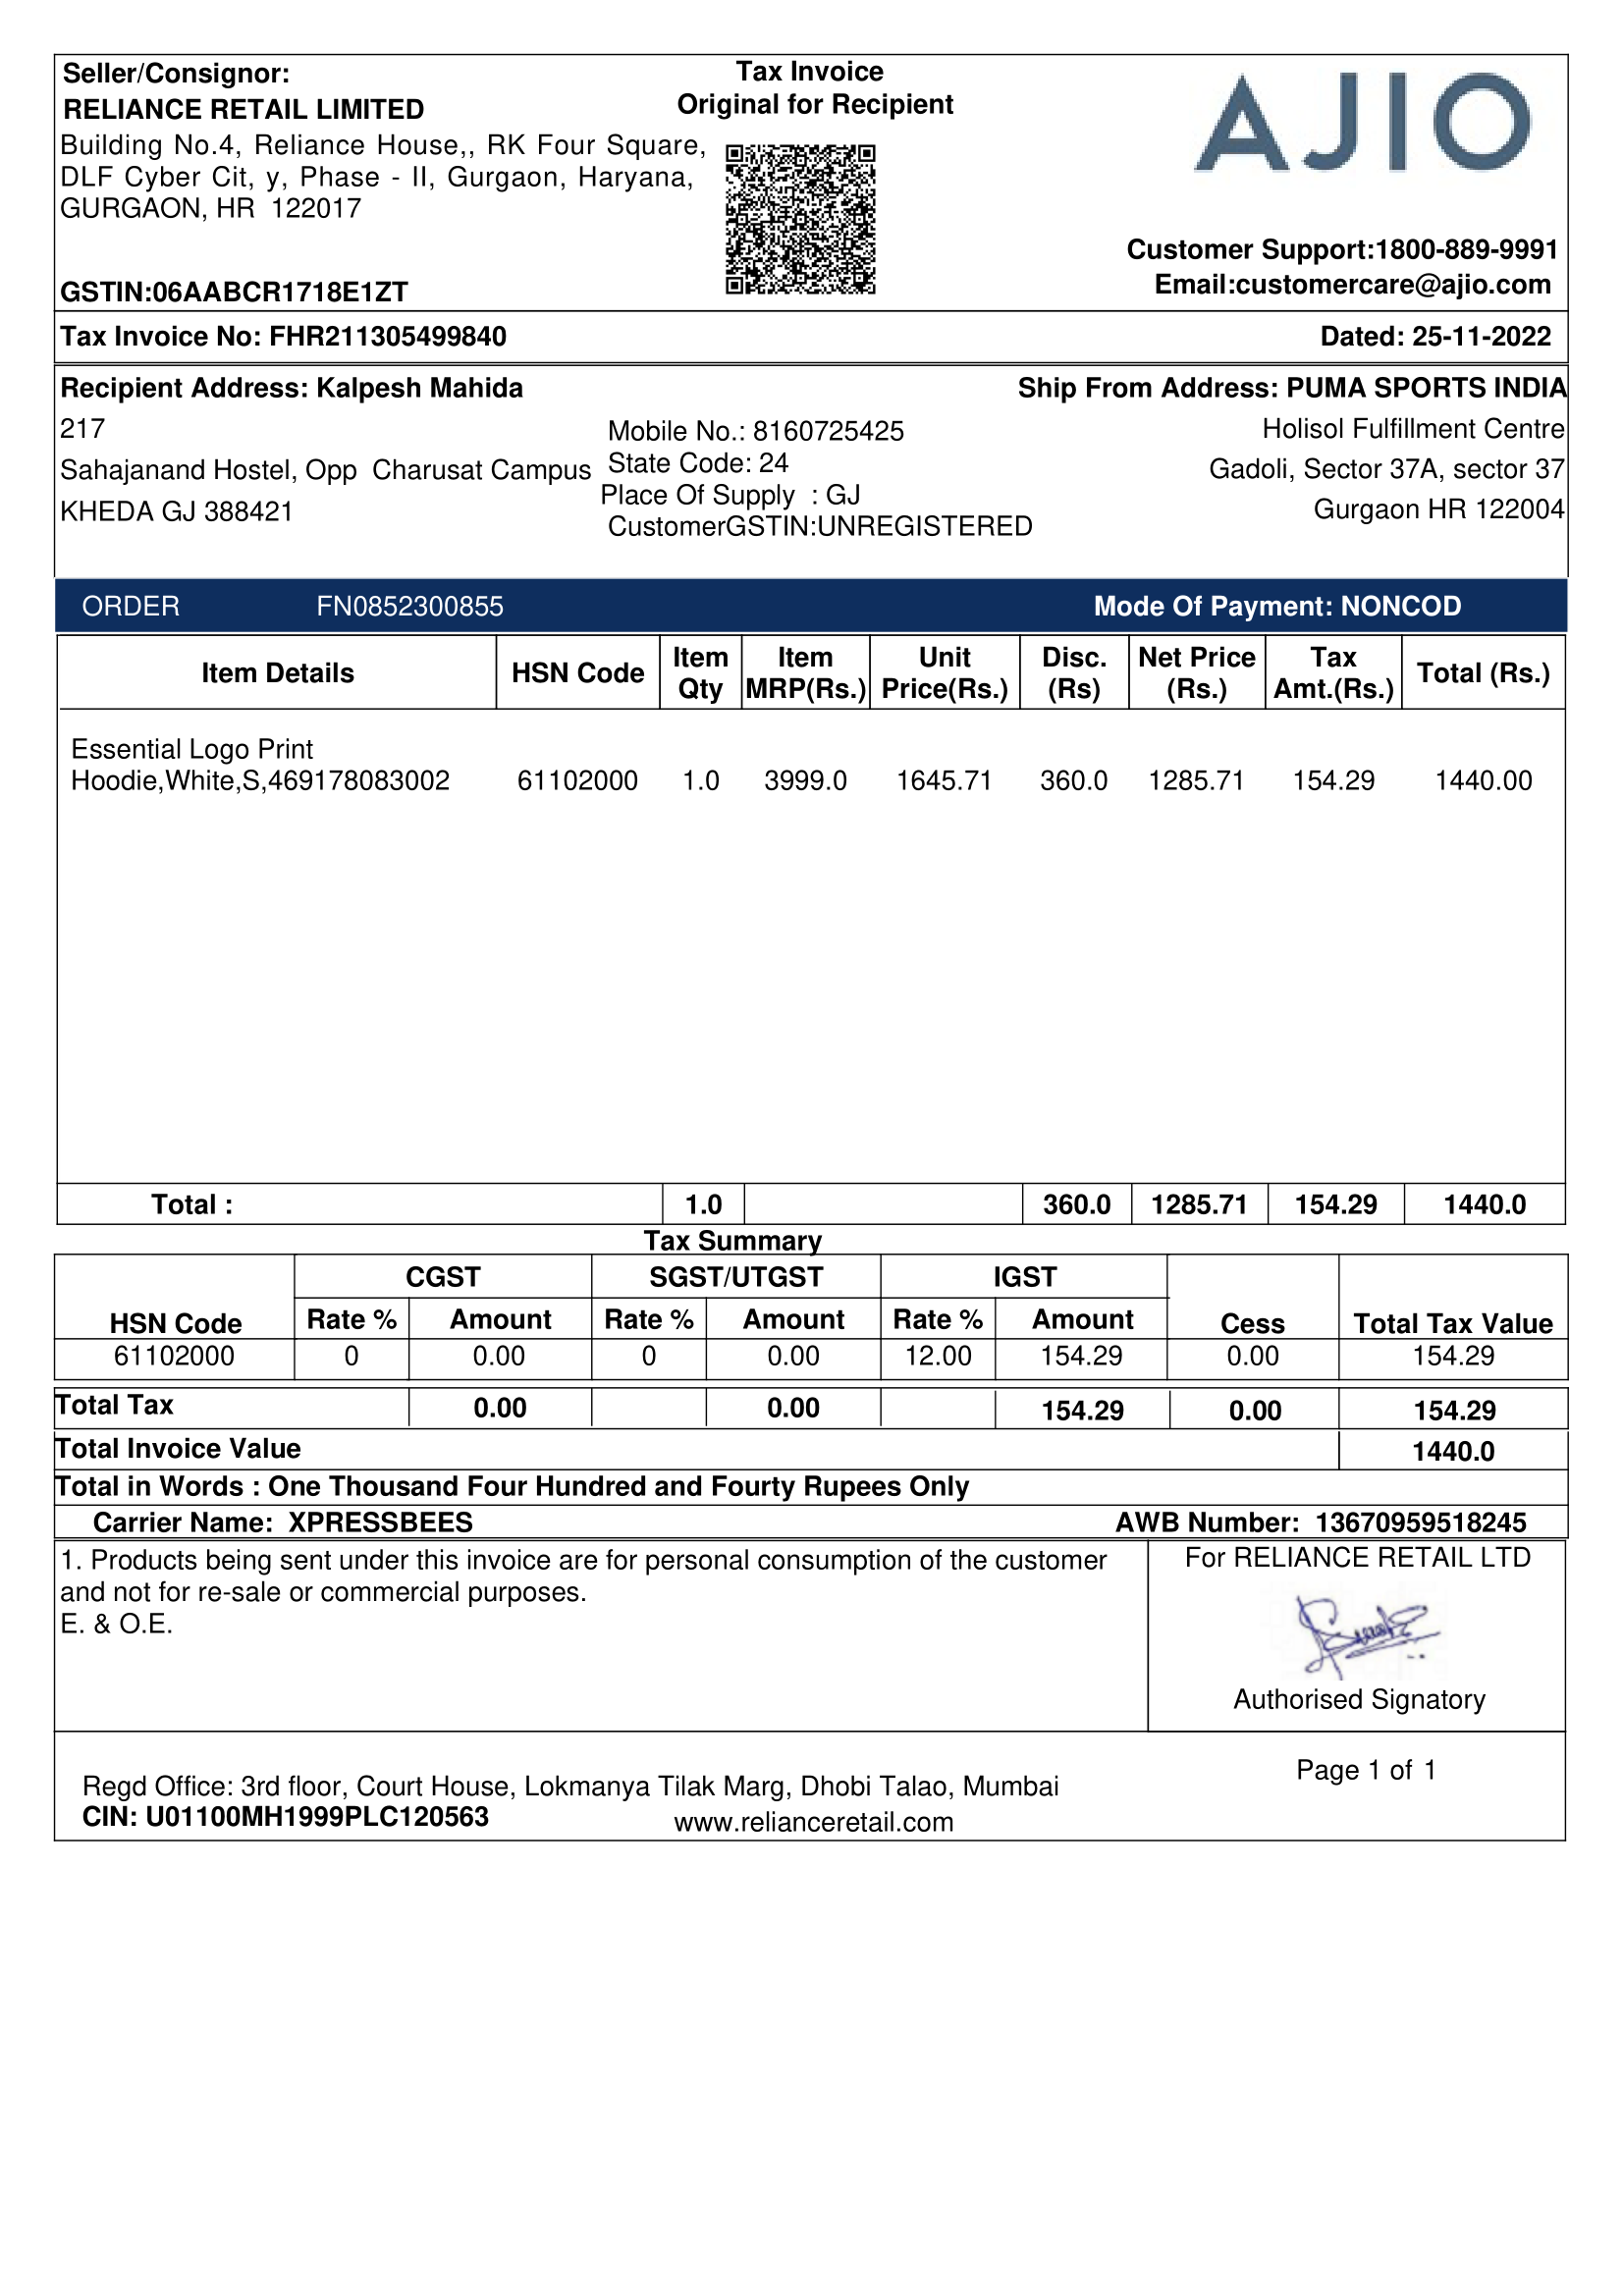 Seller/Consignor:
RELIANCE RETAIL LIMITED
Building No.4, Reliance House,, RK Four Square,
DLF Cyber Cit, y, Phase - II, Gurgaon, Haryana,
GURGAON, HR 122017
GSTIN:06AABCR1718E1ZT
Tax Invoice
Original for Recipient
AJIO
Customer Support:1800-889-9991
Email:customercare@ajio.com
Tax Invoice No: FHR211305499840
Dated: 25-11-2022
Recipient Address: Kalpesh Mahida
217
Sahajanand Hostel, Opp Charusat Campus
KHEDA GJ 388421
Mobile No.: 8160725425
State Code: 24
Place Of Supply : GJ
CustomerGSTIN:UNREGISTERED
Ship From Address: PUMA SPORTS INDIA
Holisol Fulfillment Centre
Gadoli, Sector 37A, sector 37
Gurgaon HR 122004
ORDER FN0852300855 Mode Of Payment: NONCOD
Item Details HSN Code Item Qty Item MRP(Rs.) Unit Price(Rs.) Disc. (Rs) Net Price (Rs.) Tax Amt.(Rs.) Total (Rs.)
Essential Logo Print
Hoodie,White,S,469178083002 61102000 1.0 3999.0 1645.71 360.0 1285.71 154.29 1440.00
Total : 1.0 360.0 1285.71 154.29 1440.0
Tax Summary
CGST SGST/UTGST IGST
HSN Code Rate % Amount Rate % Amount Rate % Amount Cess Total Tax Value
61102000 0 0.00 0 0.00 12.00 154.29 0.00 154.29
Total Tax 0.00 0.00 154.29 0.00 154.29
Total Invoice Value 1440.0
Total in Words : One Thousand Four Hundred and Fourty Rupees Only
Carrier Name: XPRESSBEES AWB Number: 13670959518245
1. Products being sent under this invoice are for personal consumption of the customer
and not for re-sale or commercial purposes.
E. & O.E.
For RELIANCE RETAIL LTD
Authorised Signatory
Page 1 of 1
Regd Office: 3rd floor, Court House, Lokmanya Tilak Marg, Dhobi Talao, Mumbai
CIN: U01100MH1999PLC120563
www.relianceretail.com